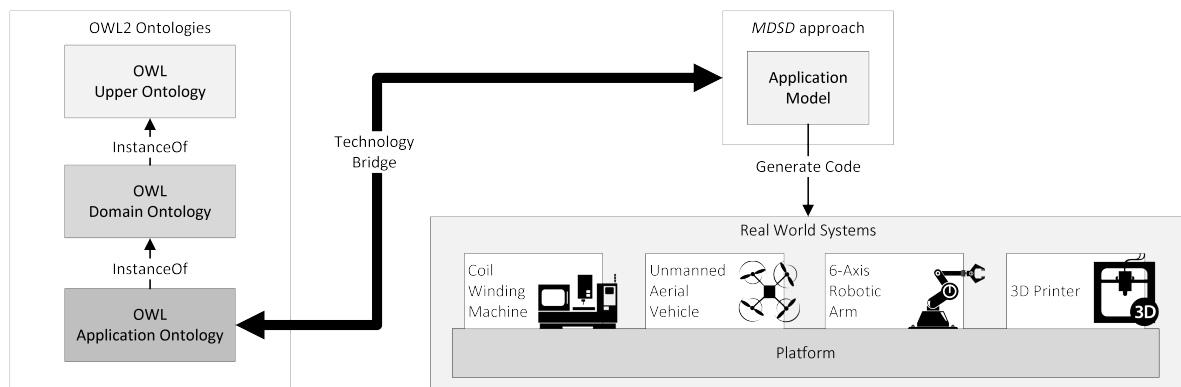 OWL2 Ontologies
OWL
Upper Ontology
InstanceOf
OWL
Domain Ontology
InstanceOf
OWL
Application Ontology
Technology
Bridge
MDSD approach
Application
Model
Generate Code
Real World Systems
Coil
Winding
Machine
Unmanned
Aerial
Vehicle
6-Axis
Robotic
Arm
3D Printer
3D
Platform